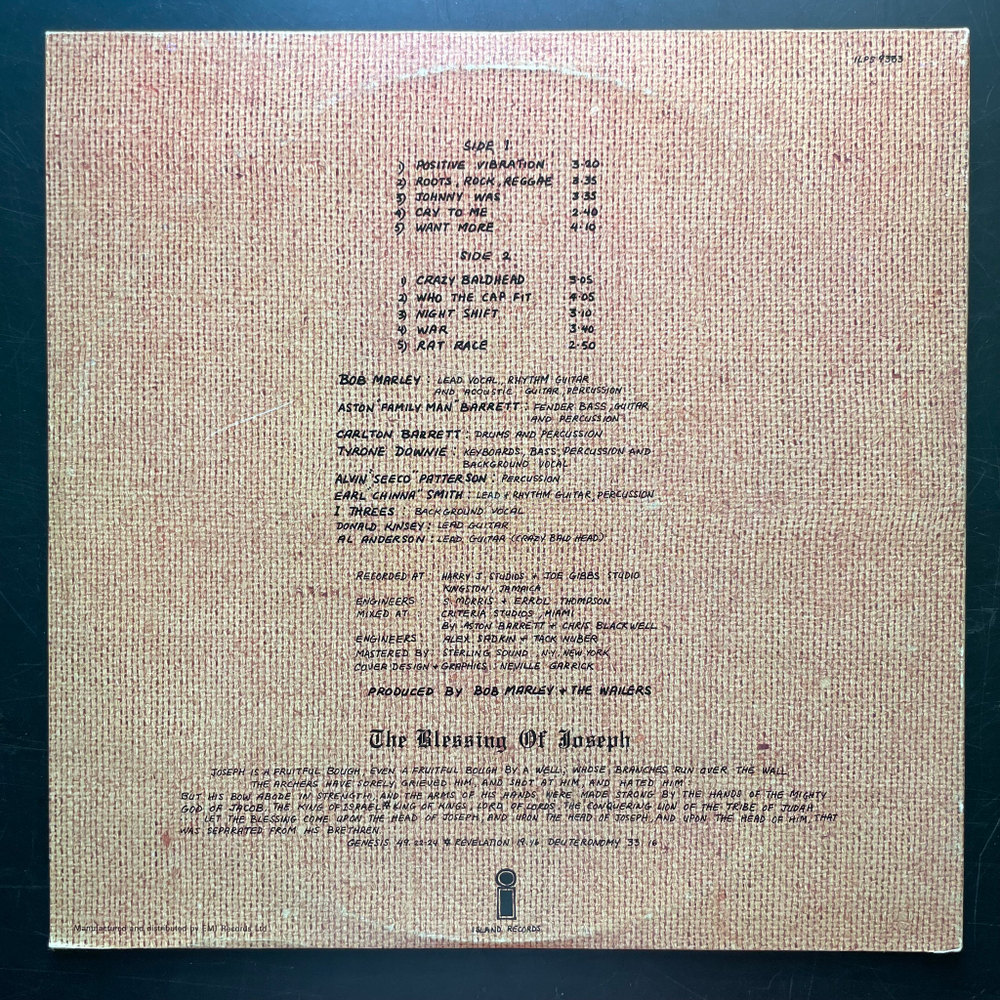 ILPS 9383
SIDE 1
1) POSITIVE VIBRATION 3·20
2) ROOTS, ROCK, REGGAE 3·35
3) JOHNNY WAS 3·35
4) CRY TO ME 2·40
5) WANT MORE 4·10
SIDE 2
1) CRAZY BALDHEAD 3·05
2) WHO THE CAP FIT 4·05
3) NIGHT SHIFT 3·10
4) WAR 3·40
5) RAT RACE 2·50
BOB MARLEY : LEAD VOCAL, RHYTHM GUITAR
AND ACOUSTIC GUITAR, PERCUSSION
ASTON "FAMILY MAN" BARRETT : FENDER BASS, GUITAR
AND PERCUSSION
CARLTON BARRETT : DRUMS AND PERCUSSION
TYRONE DOWNIE : KEYBOARDS, BASS, PERCUSSION AND
BACKGROUND VOCAL
ALVIN "SEECO" PATTERSON : PERCUSSION
EARL "CHINNA" SMITH : LEAD + RHYTHM GUITAR, PERCUSSION
I THREES : BACKGROUND VOCAL
DONALD KINSEY : LEAD GUITAR
AL ANDERSON : LEAD GUITAR (CRAZY BALD HEAD)
RECORDED AT : HARRY J. STUDIOS + JOE GIBBS STUDIO
KINGSTON, JAMAICA
ENGINEERS S. MORRIS + ERROL THOMPSON
MIXED AT CRITERIA STUDIOS, MIAMI
BY ASTON BARRETT + CHRIS BLACKWELL
ENGINEERS ALEX SADKIN + JACK NUBER
MASTERED BY STERLING SOUND, N.Y., NEW YORK
COVER DESIGN + GRAPHICS : NEVILLE GARRICK
PRODUCED BY BOB MARLEY + THE WAILERS
The Blessing Of Joseph
JOSEPH IS A FRUITFUL BOUGH, EVEN A FRUITFUL BOUGH BY A WELL; WHOSE BRANCHES RUN OVER THE WALL
THE ARCHERS HAVE SORELY GRIEVED HIM, AND SHOT AT HIM, AND HATED HIM
BUT HIS BOW ABODE IN STRENGTH, AND THE ARMS OF HIS HANDS WERE MADE STRONG BY THE HANDS OF THE MIGHTY
GOD OF JACOB. THE KING OF ISRAEL & KING OF KINGS, LORD OF LORDS, THE CONQUERING LION OF THE TRIBE OF JUDAH
LET THE BLESSING COME UPON THE HEAD OF JOSEPH, AND UPON THE HEAD OF JOSEPH, AND UPON THE HEAD OF HIM, THAT
WAS SEPARATED FROM HIS BRETHREN
GENESIS 49. 22-24 & REVELATION 19. 16 DEUTERONOMY 33 16
ISLAND RECORDS
Manufactured and distributed by EMI Records Ltd